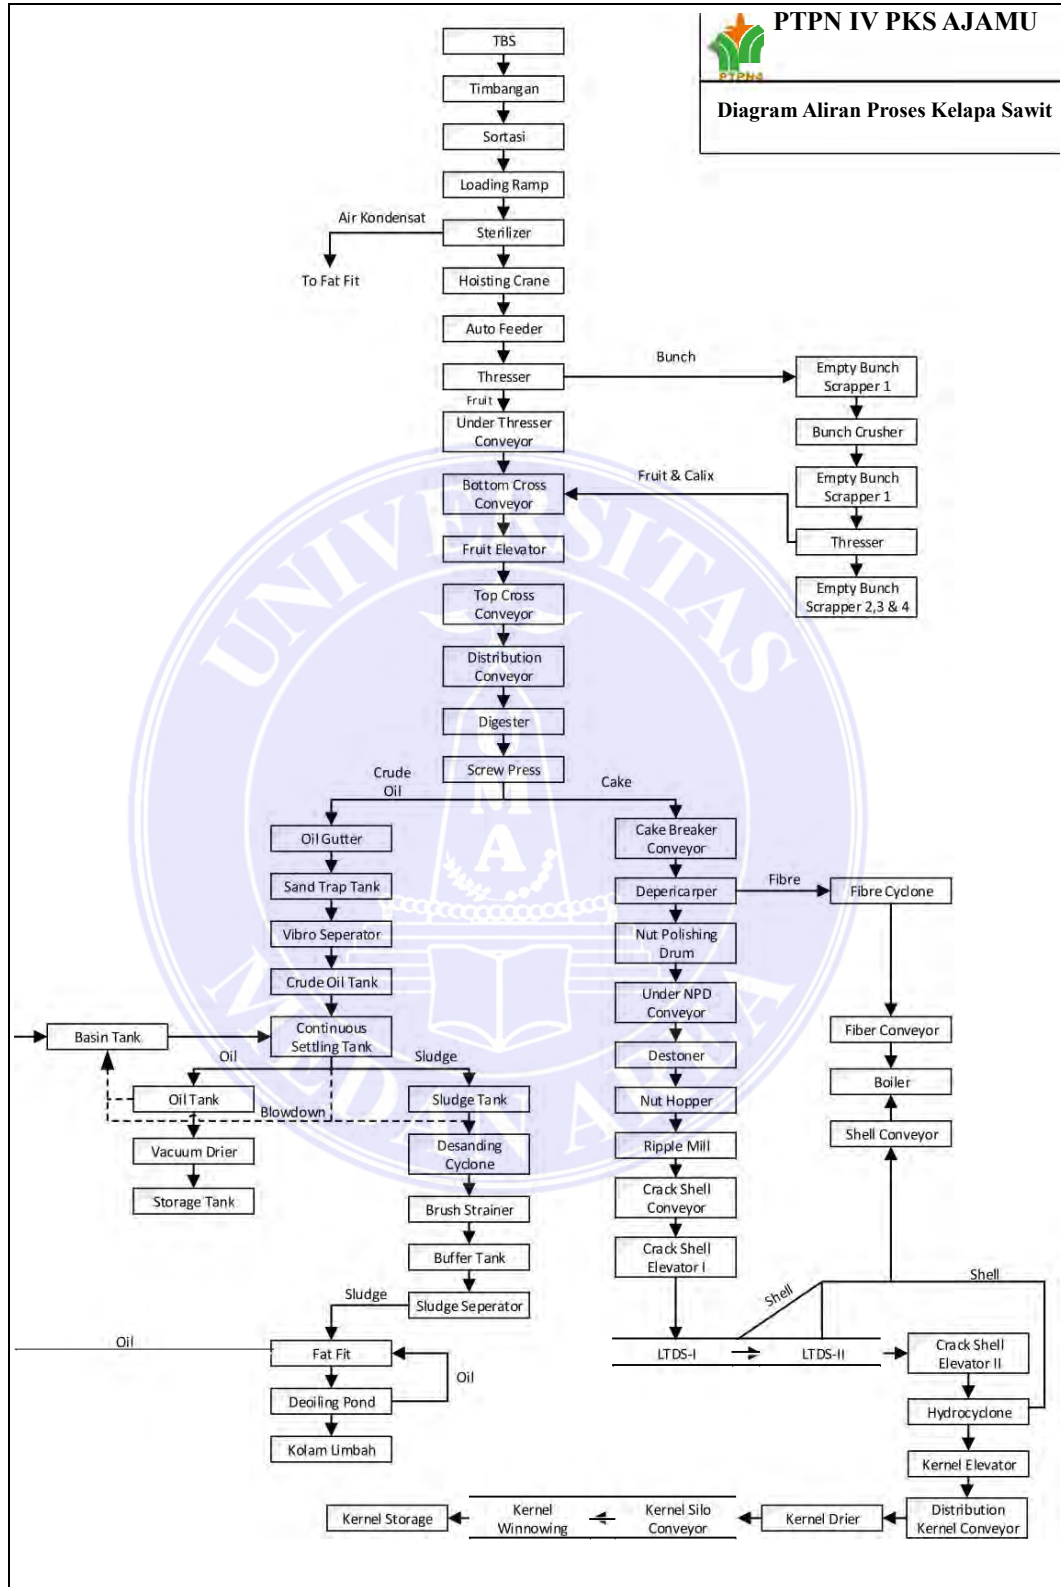 PTPN IV PKS AJAMU
PTPN4
Diagram Aliran Proses Kelapa Sawit
TBS
Timbangan
Sortasi
Loading Ramp
Air Kondensat
Sterilizer
To Fat Fit
Hoisting Crane
Auto Feeder
Thresser
Bunch
Empty Bunch
Scrapper 1
Fruit
Under Thresser
Conveyor
Bunch Crusher
Fruit & Calix
Bottom Cross
Conveyor
Empty Bunch
Scrapper 1
Fruit Elevator
Thresser
Top Cross
Conveyor
Empty Bunch
Scrapper 2,3 & 4
Distribution
Conveyor
Digester
Screw Press
Crude
Oil
Cake
Oil Gutter
Sand Trap Tank
Vibro Seperator
Crude Oil Tank
Basin Tank
Continuous
Settling Tank
Oil
Sludge
Oil Tank
Blowdown
Sludge Tank
Vacuum Drier
Storage Tank
Desanding
Cyclone
Brush Strainer
Buffer Tank
Sludge Seperator
Sludge
Oil
Fat Fit
Oil
Deoiling Pond
Kolam Limbah
Cake Breaker
Conveyor
Depericarper
Fibre
Fibre Cyclone
Nut Polishing
Drum
Under NPD
Conveyor
Fiber Conveyor
Destoner
Boiler
Nut Hopper
Shell Conveyor
Ripple Mill
Crack Shell
Conveyor
Crack Shell
Elevator I
Shell
Shell
LTDS-I
LTDS-II
Crack Shell
Elevator II
Hydrocyclone
Kernel Elevator
Distribution
Kernel Conveyor
Kernel Drier
Kernel Silo
Conveyor
Kernel
Winnowing
Kernel Storage
UNIVERSITAS
MEDAN AREA
UMA